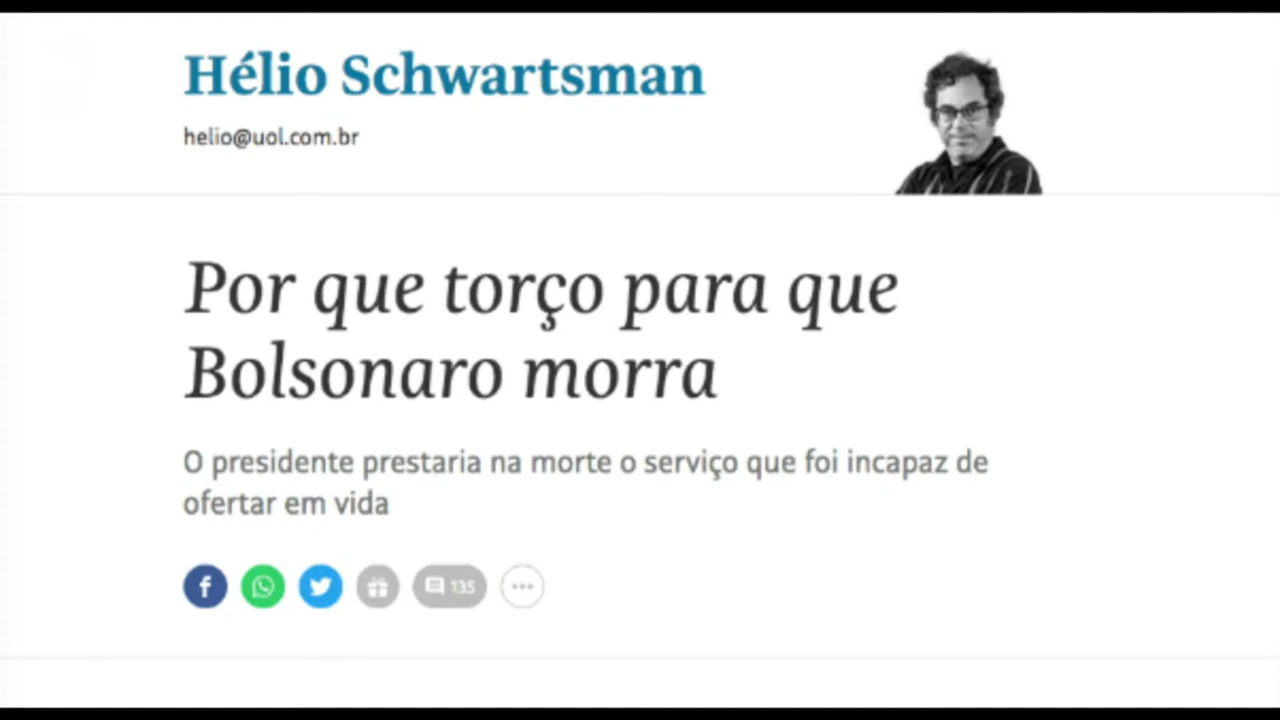 Hélio Schwartsman
helio@uol.com.br
Por que torço para que
Bolsonaro morra
O presidente prestaria na morte o serviço que foi incapaz de
ofertar em vida
f
135